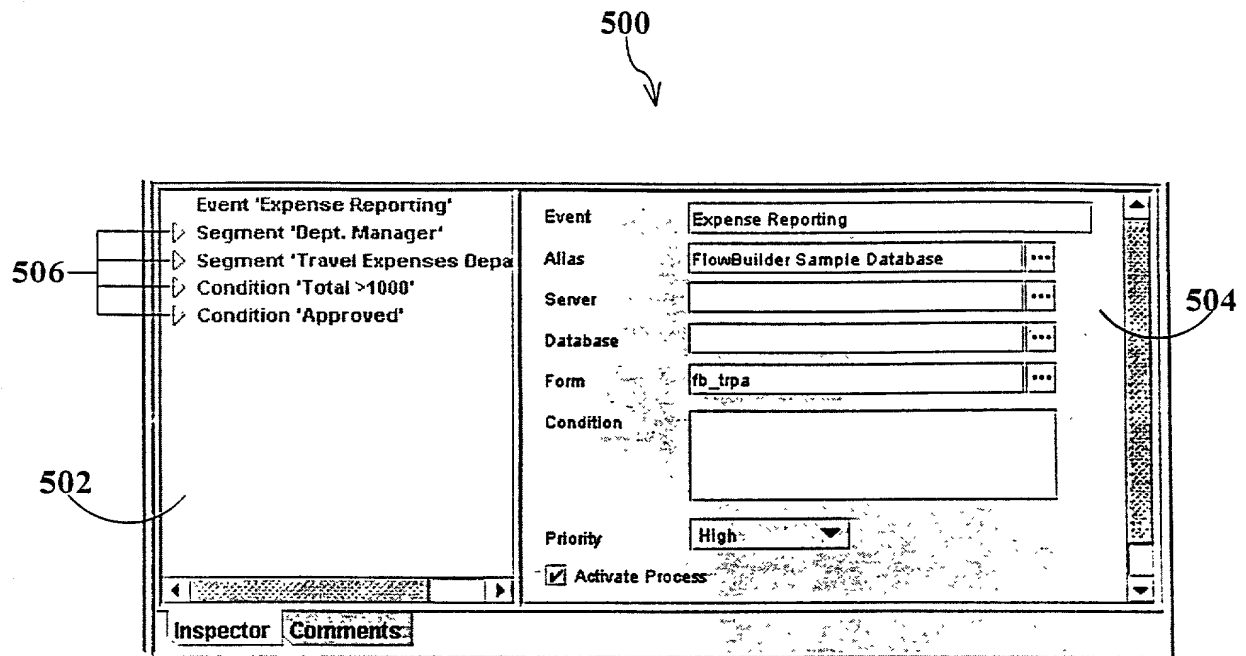 500
Event 'Expense Reporting'
Segment 'Dept. Manager'
Segment 'Travel Expenses Depa
Condition 'Total >1000'
Condition 'Approved'
506
502
Event Expense Reporting
Alias FlowBuilder Sample Database ...
Server ...
Database ...
Form fb_trpa ...
Condition
Priority High
Activate Process
504
Inspector Comments